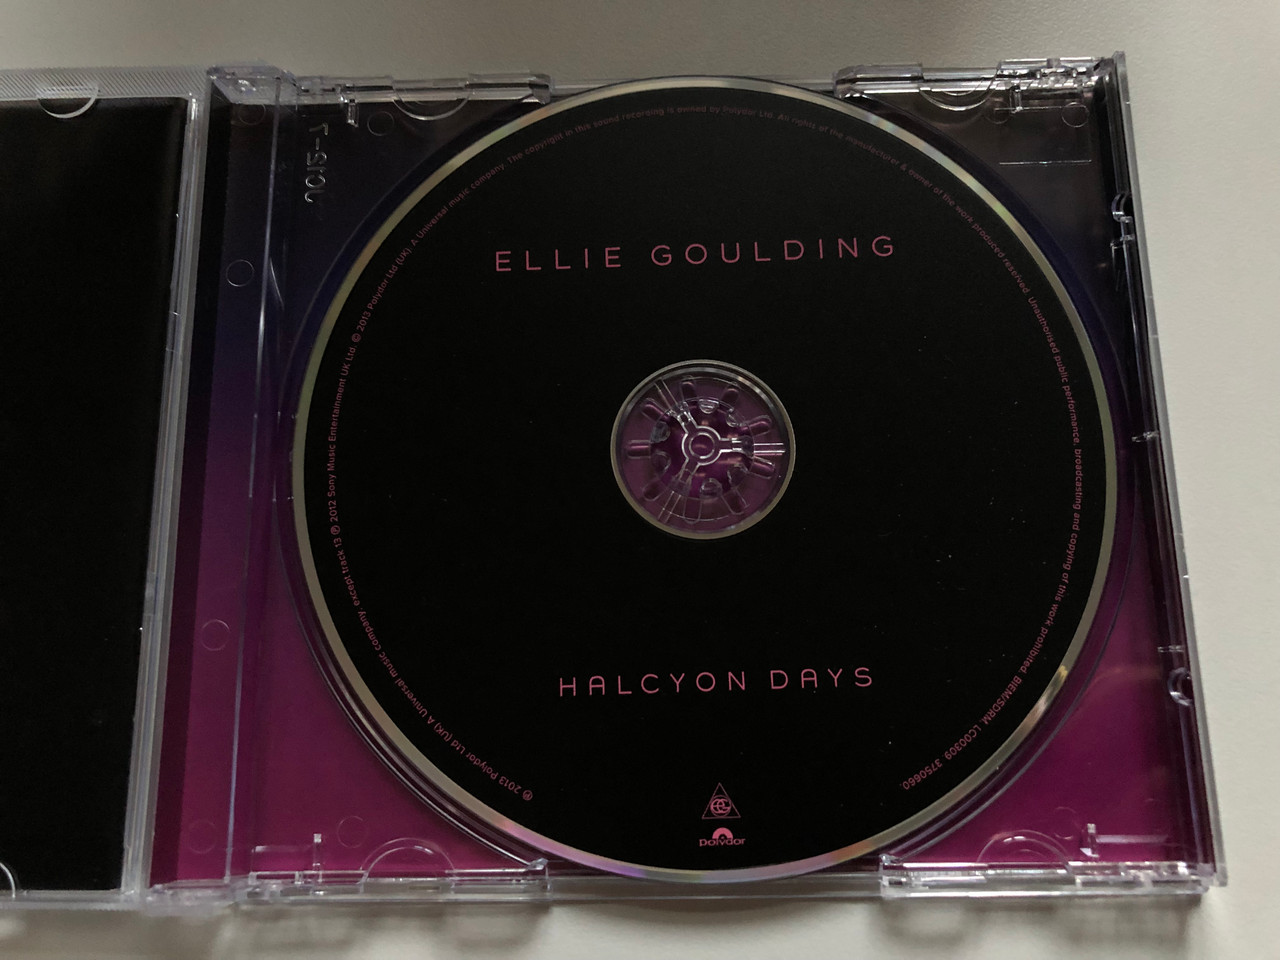 ELLIE GOULDING
HALCYON DAYS
EG
polydor
℗ 2013 Polydor Ltd (UK) A Universal music company, except track 13 ℗ 2012 Sony Music Entertainment UK Ltd. © 2013 Polydor Ltd (UK). A Universal music company. The copyright in this sound recording is owned by Polydor Ltd. All rights of the manufacturer & owner of the work produced reserved. Unauthorised public performance, broadcasting and copying of this work prohibited. BIEM/SDRM. LC00309 3750660.